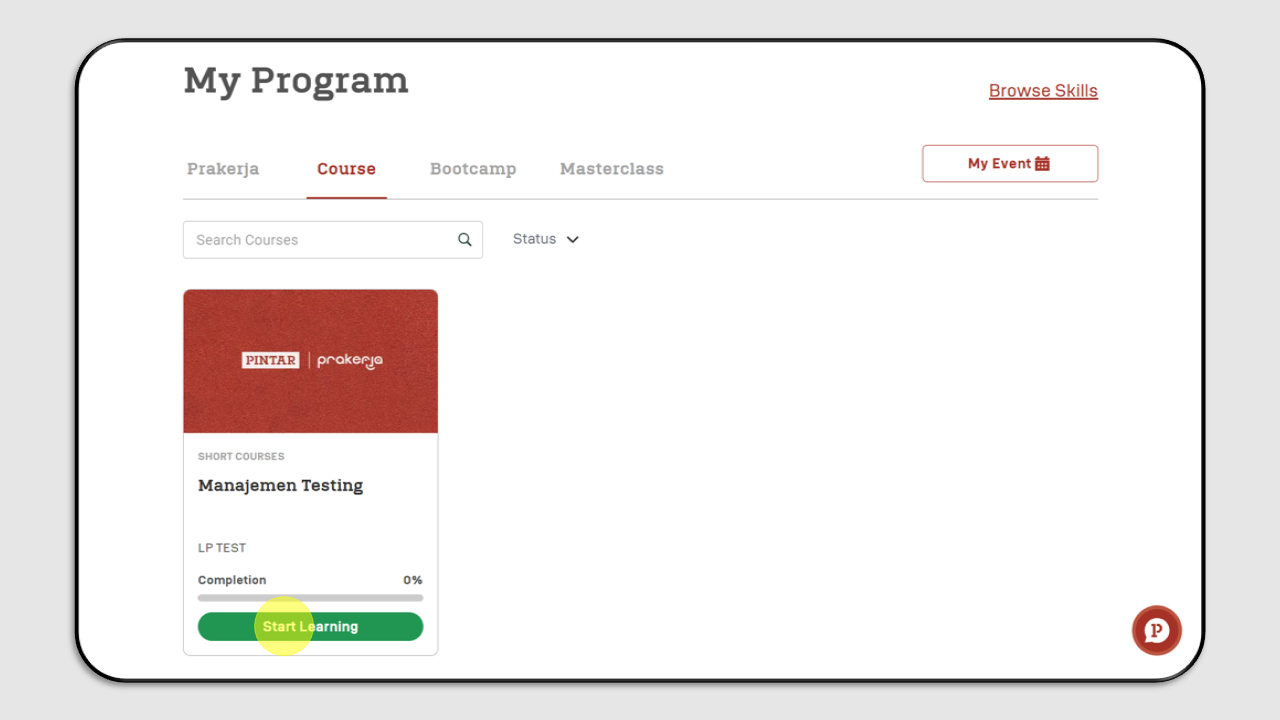 My Program
Browse Skills
Prakerja
Course
Bootcamp
Masterclass
My Event
Search Courses
Status
PINTAR | prakerja
SHORT COURSES
Manajemen Testing
LP TEST
Completion 0%
Start Learning
P